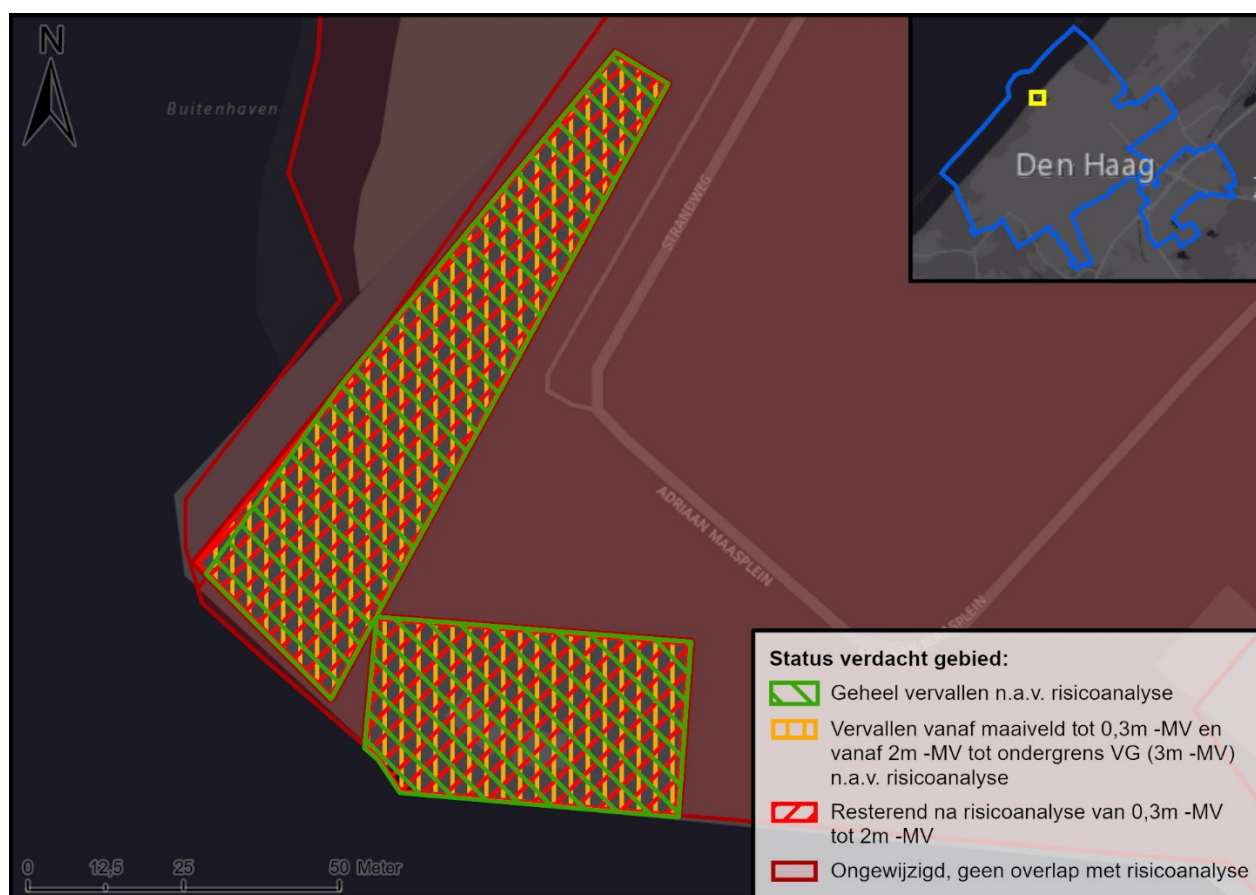 N
Buitenhaven
STRANDWEG
Den Haag
ADRIAAN MAASPLEIN
MAASPLEIN
Status verdacht gebied:
Geheel vervallen n.a.v. risicoanalyse
Vervallen vanaf maaiveld tot 0,3m -MV en
vanaf 2m -MV tot ondergrens VG (3m -MV)
n.a.v. risicoanalyse
Resterend na risicoanalyse van 0,3m -MV
tot 2m -MV
Ongewijzigd, geen overlap met risicoanalyse
0 12,5 25 50 Meter